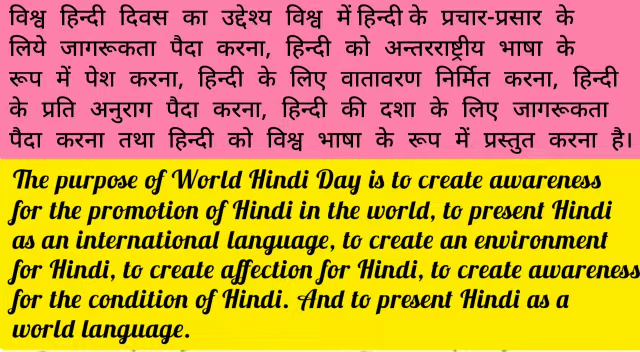 विश्व हिन्दी दिवस का उद्देश्य विश्व में हिन्दी के प्रचार-प्रसार के
लिये जागरूकता पैदा करना, हिन्दी को अन्तरराष्ट्रीय भाषा के
रूप में पेश करना, हिन्दी के लिए वातावरण निर्मित करना, हिन्दी
के प्रति अनुराग पैदा करना, हिन्दी की दशा के लिए जागरूकता
पैदा करना तथा हिन्दी को विश्व भाषा के रूप में प्रस्तुत करना है।
The purpose of World Hindi Day is to create awareness
for the promotion of Hindi in the world, to present Hindi
as an international language, to create an environment
for Hindi, to create affection for Hindi, to create awareness
for the condition of Hindi. And to present Hindi as a
world language.